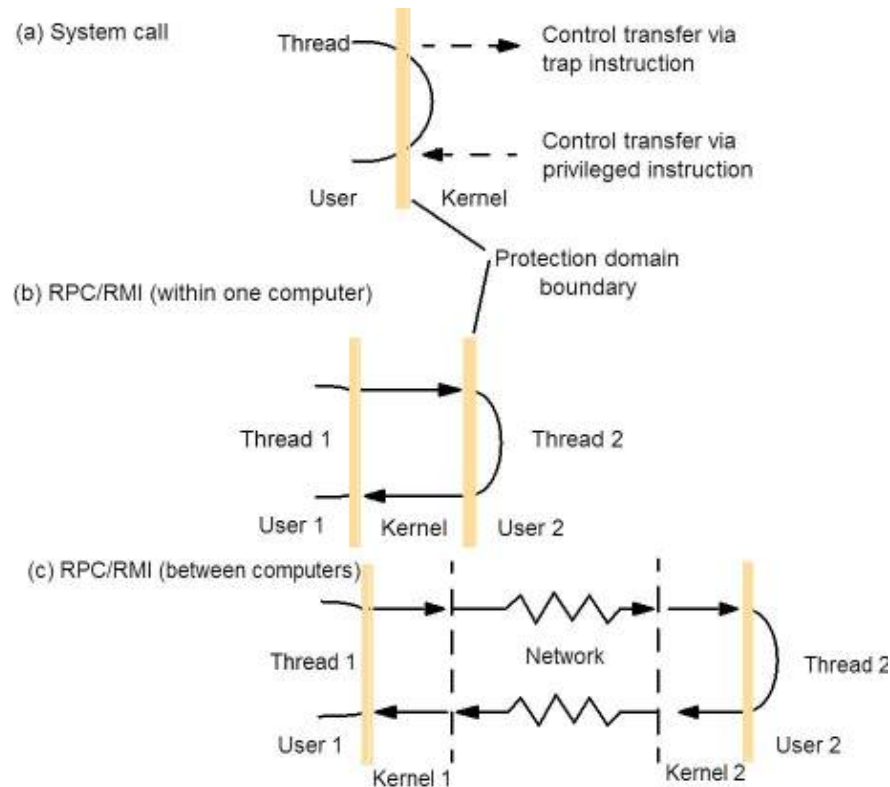 (a) System call
Thread
Control transfer via
trap instruction
Control transfer via
privileged instruction
User
Kernel
Protection domain
boundary
(b) RPC/RMI (within one computer)
Thread 1
Thread 2
User 1
Kernel
User 2
(c) RPC/RMI (between computers)
Thread 1
Network
Thread 2
User 1
User 2
Kernel 1
Kernel 2